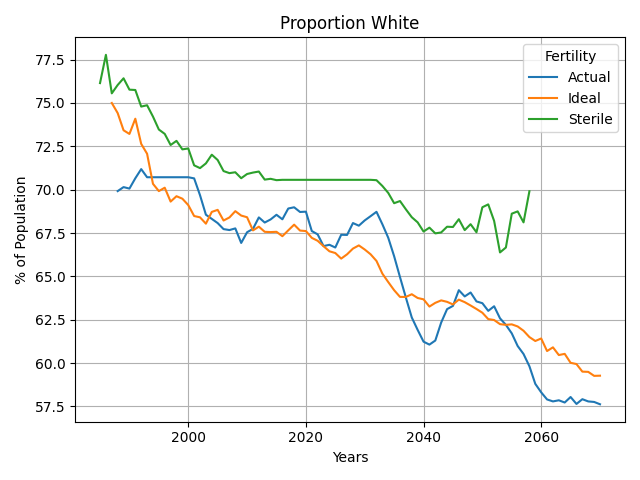 Proportion White
Fertility
Actual
Ideal
Sterile
% of Population
77.5
75.0
72.5
70.0
67.5
65.0
62.5
60.0
57.5
2000
2020
2040
2060
Years